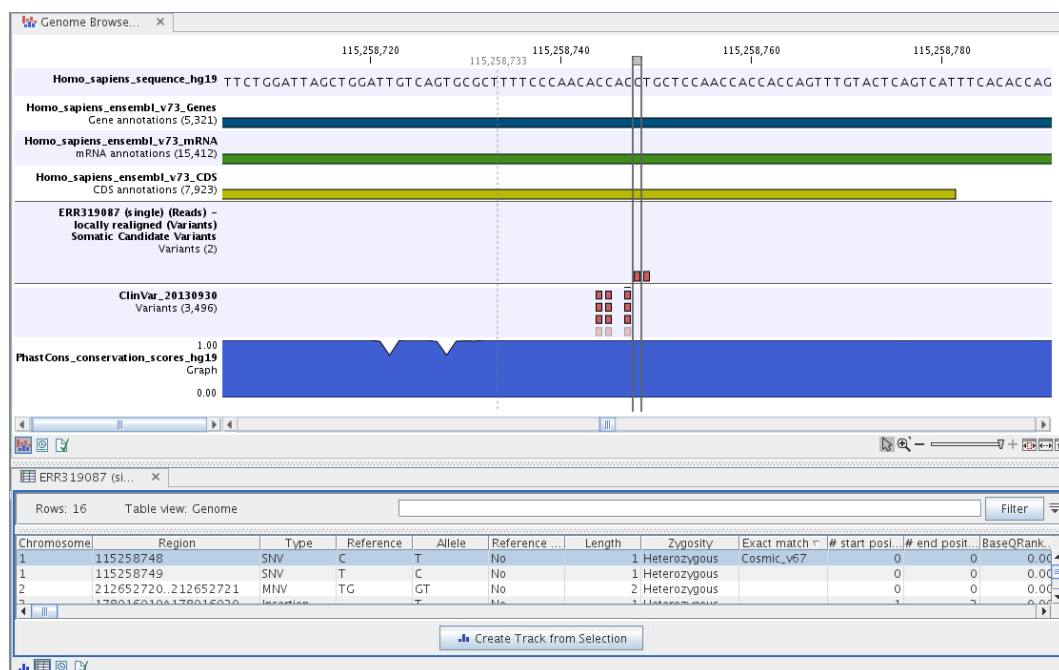 Genome Browse...
115,258,720
115,258,740
115,258,760
115,258,780
115,258,733
Homo_sapiens_sequence_hg19
TTCTGGATTAGCTGGATTGTCAGTGCGCTTTTCCCAACACCACCTGCTCCAACCACCACCAGTTTGTACTCAGTCATTTCACACCAG
Homo_sapiens_ensembl_v73_Genes
Gene annotations (5,321)
Homo_sapiens_ensembl_v73_mRNA
mRNA annotations (15,412)
Homo_sapiens_ensembl_v73_CDS
CDS annotations (7,923)
ERR319087 (single) (Reads) –
locally realigned (Variants)
Somatic Candidate Variants
Variants (2)
ClinVar_20130930
Variants (3,496)
1.00
PhastCons_conservation_scores_hg19
Graph
0.00
ERR319087 (si...
Rows: 16 Table view: Genome Filter
Chromosome Region Type Reference Allele Reference ... Length Zygosity Exact match # start posi... # end posit... BaseQRank
1 115258748 SNV C T No 1 Heterozygous Cosmic_v67 0 0 0.00
1 115258749 SNV T C No 1 Heterozygous 0 0 0.00
2 212652720..212652721 MNV TG GT No 2 Heterozygous 0 0 0.00
Insertion T No 1 Heterozygous
Create Track from Selection